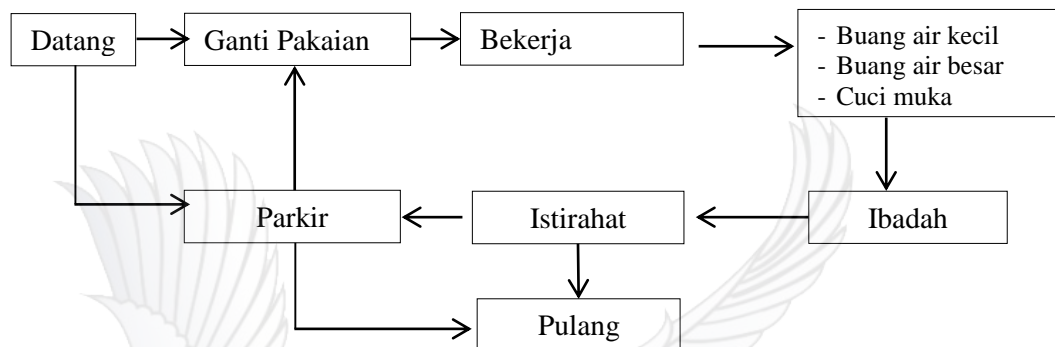 Datang
Ganti Pakaian
Bekerja
- Buang air kecil
- Buang air besar
- Cuci muka
Parkir
Istirahat
Ibadah
Pulang